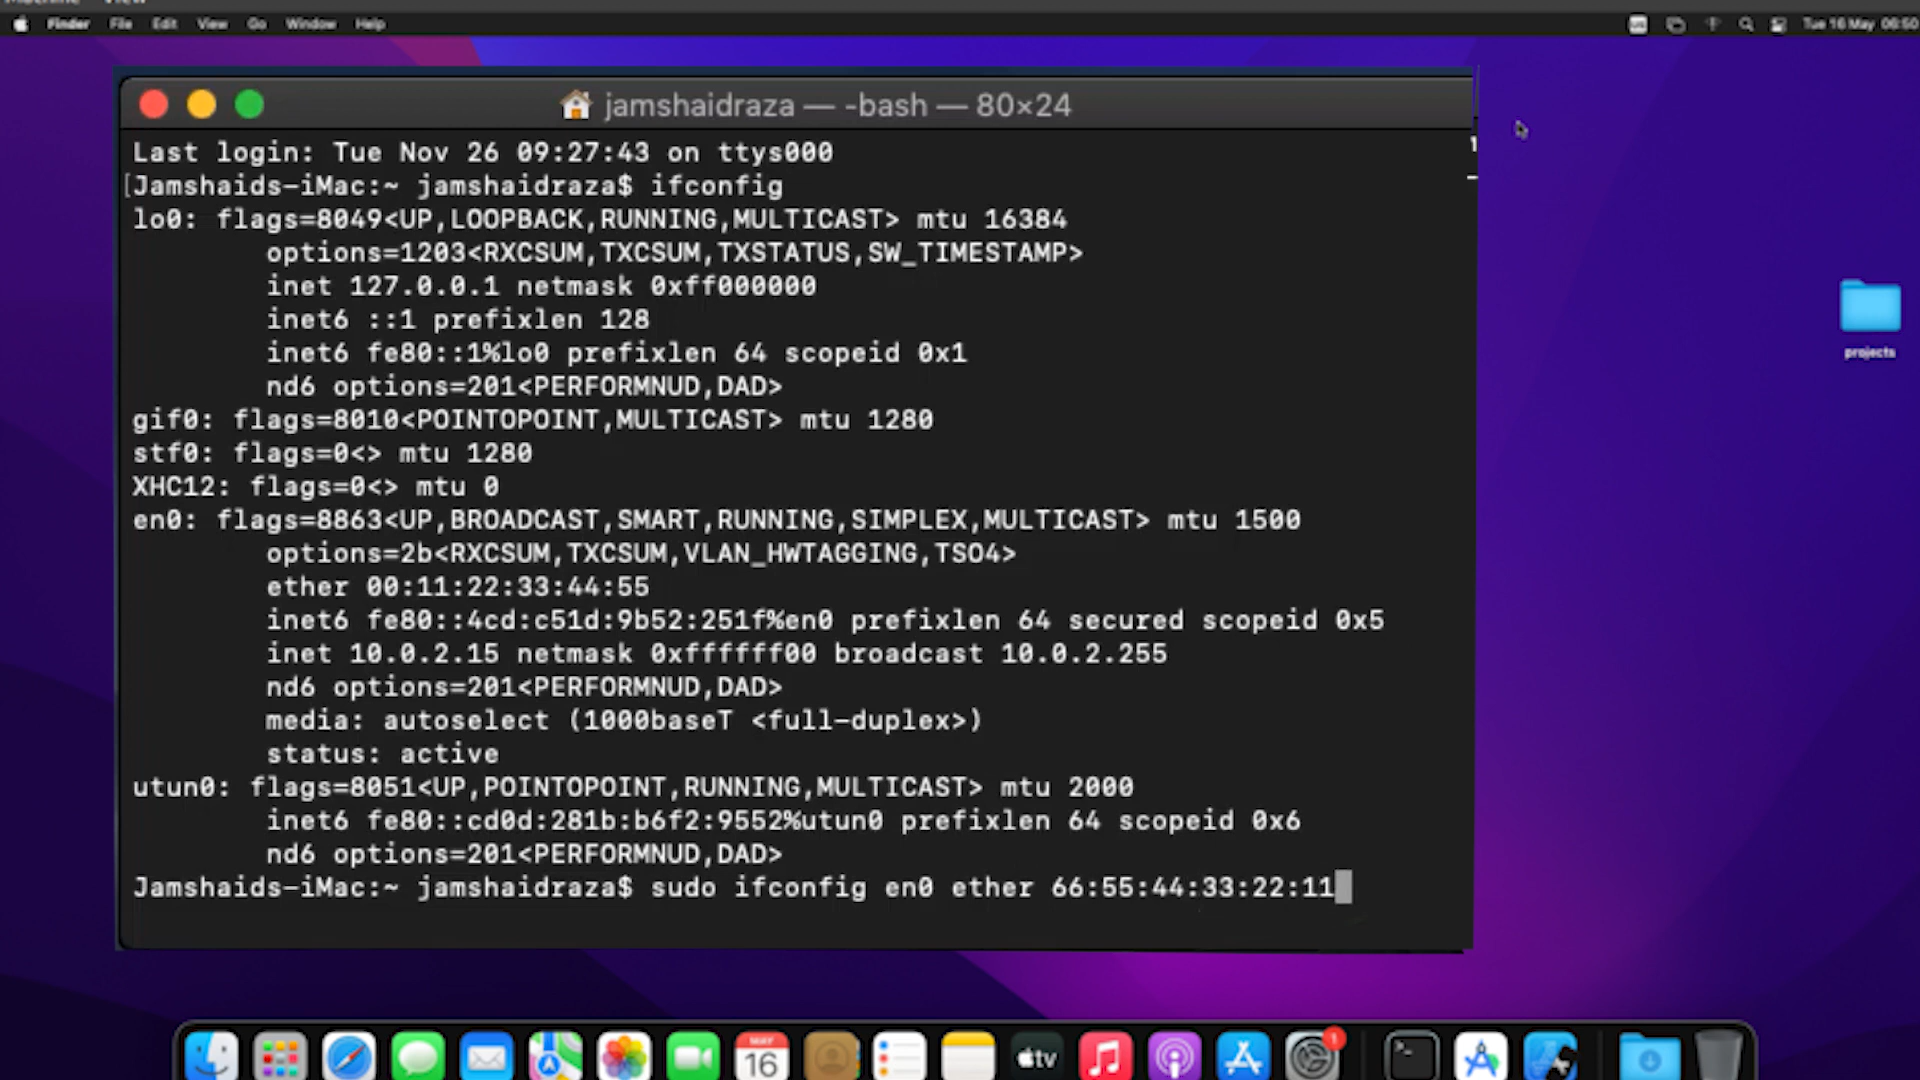 Finder File Edit View Go Window Help Tue 16 May 06:50
jamshaidraza — -bash — 80×24
Last login: Tue Nov 26 09:27:43 on ttys000
[Jamshaids-iMac:~ jamshaidraza$ ifconfig
lo0: flags=8049<UP,LOOPBACK,RUNNING,MULTICAST> mtu 16384
options=1203<RXCSUM,TXCSUM,TXSTATUS,SW_TIMESTAMP>
inet 127.0.0.1 netmask 0xff000000
inet6 ::1 prefixlen 128
inet6 fe80::1%lo0 prefixlen 64 scopeid 0x1
nd6 options=201<PERFORMNUD,DAD>
gif0: flags=8010<POINTOPOINT,MULTICAST> mtu 1280
stf0: flags=0<> mtu 1280
XHC12: flags=0<> mtu 0
en0: flags=8863<UP,BROADCAST,SMART,RUNNING,SIMPLEX,MULTICAST> mtu 1500
options=2b<RXCSUM,TXCSUM,VLAN_HWTAGGING,TSO4>
ether 00:11:22:33:44:55
inet6 fe80::4cd:c51d:9b52:251f%en0 prefixlen 64 secured scopeid 0x5
inet 10.0.2.15 netmask 0xffffff00 broadcast 10.0.2.255
nd6 options=201<PERFORMNUD,DAD>
media: autoselect (1000baseT <full-duplex>)
status: active
utun0: flags=8051<UP,POINTOPOINT,RUNNING,MULTICAST> mtu 2000
inet6 fe80::cd0d:281b:b6f2:9552%utun0 prefixlen 64 scopeid 0x6
nd6 options=201<PERFORMNUD,DAD>
Jamshaids-iMac:~ jamshaidraza$ sudo ifconfig en0 ether 66:55:44:33:22:11
projects
MAY
16
tv
1